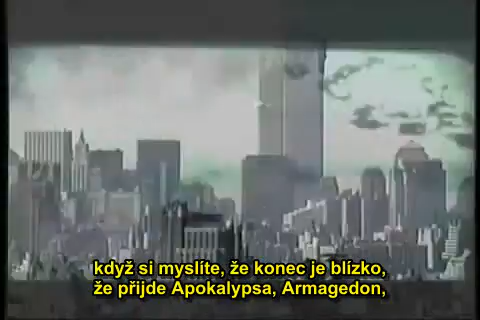 když si myslíte, že konec je blízko,
že přijde Apokalypsa, Armagedon,